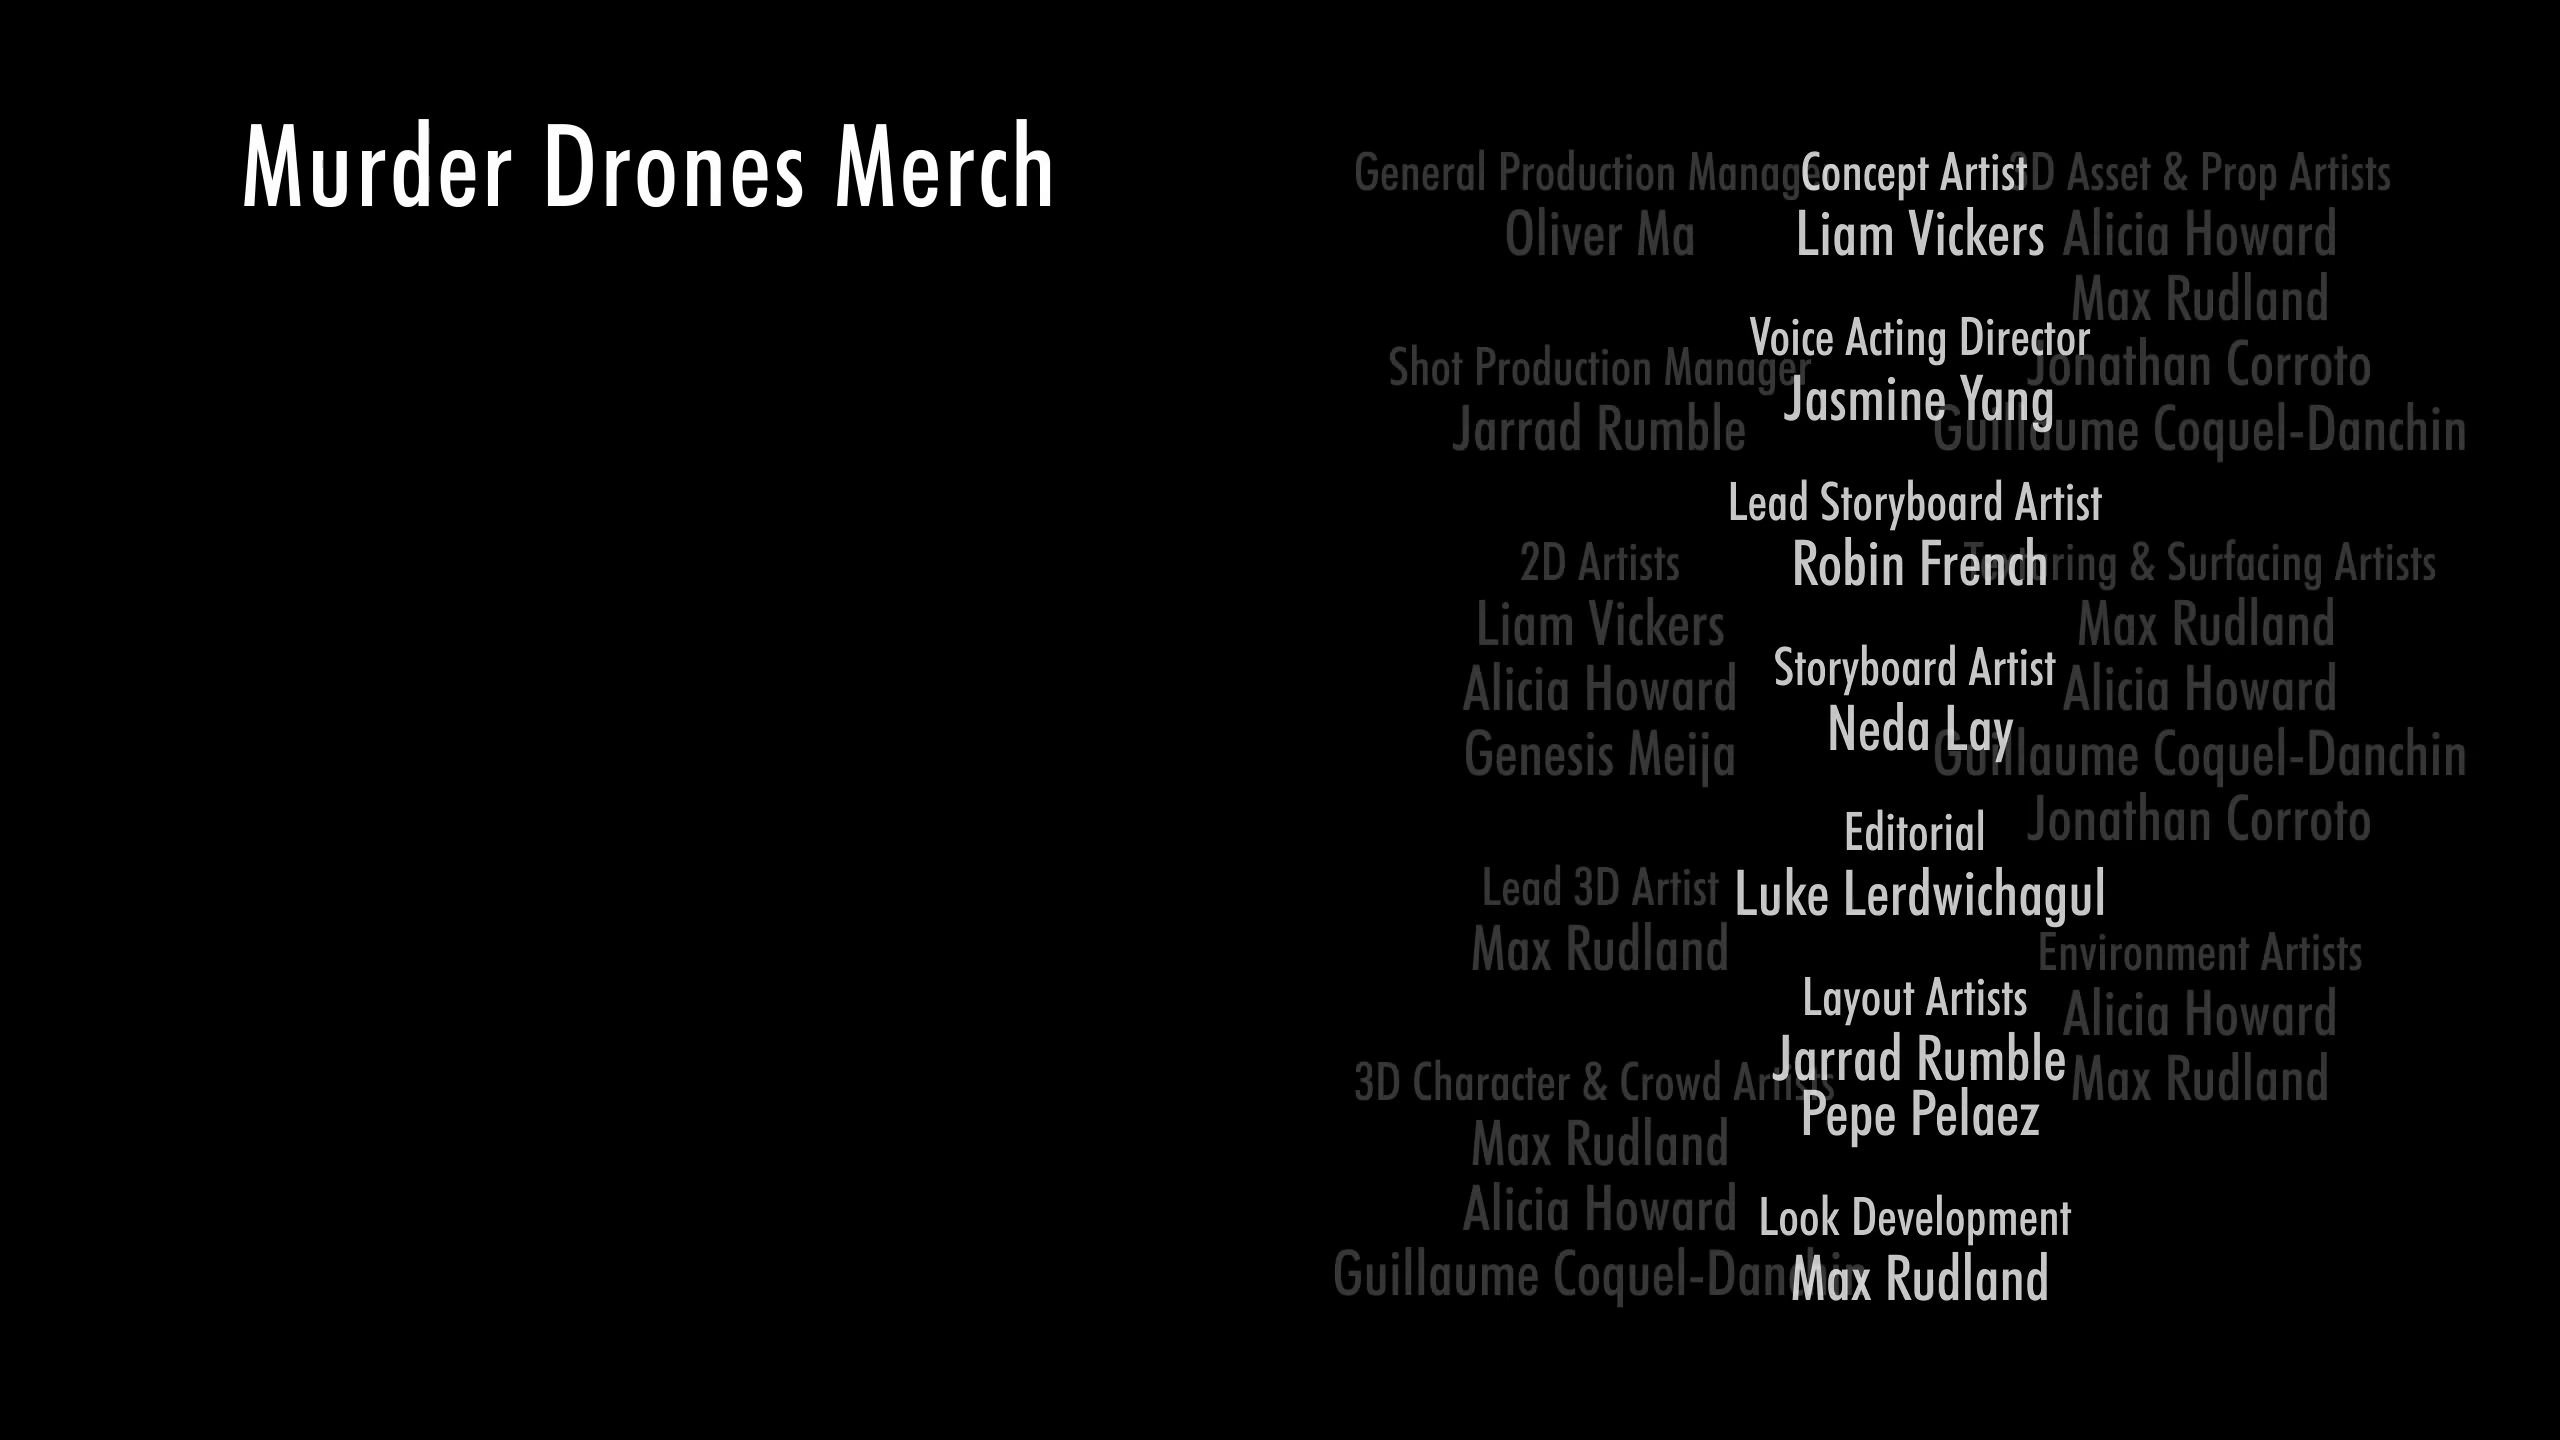 Murder Drones Merch
Concept Artist
Liam Vickers
Voice Acting Director
Jasmine Yang
Lead Storyboard Artist
Robin French
Storyboard Artist
Neda Lay
Editorial
Luke Lerdwichagul
Layout Artists
Jarrad Rumble
Pepe Pelaez
Look Development
Max Rudland
General Production Manager
Oliver Ma
Shot Production Manager
Jarrad Rumble
2D Artists
Liam Vickers
Alicia Howard
Genesis Meija
Lead 3D Artist
Max Rudland
3D Character & Crowd Artists
Max Rudland
Alicia Howard
Guillaume Coquel-Danchin
3D Asset & Prop Artists
Alicia Howard
Max Rudland
Jonathan Corroto
Guillaume Coquel-Danchin
Texturing & Surfacing Artists
Max Rudland
Alicia Howard
Guillaume Coquel-Danchin
Jonathan Corroto
Environment Artists
Alicia Howard
Max Rudland